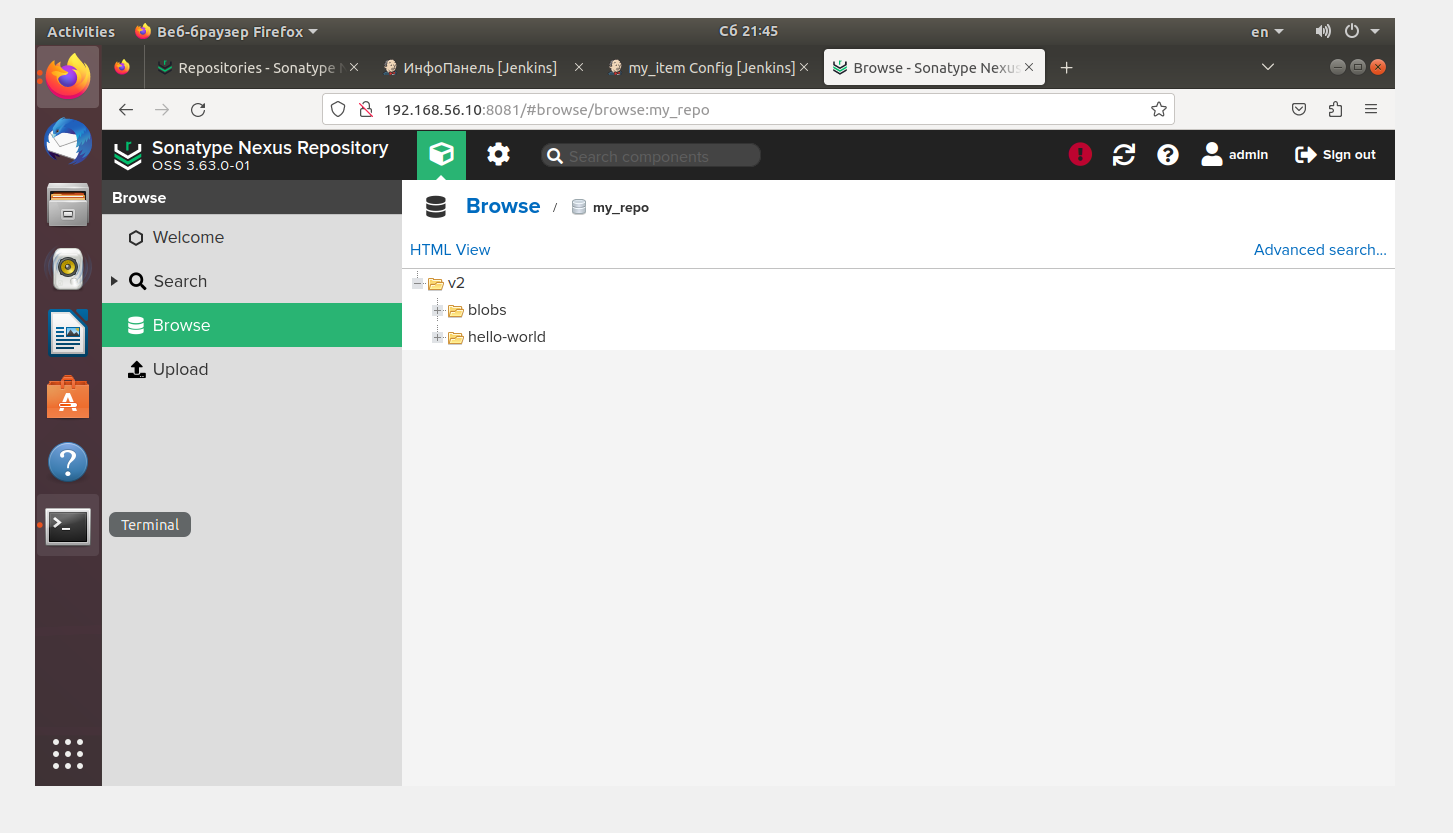 Activities Веб-браузер Firefox Сб 21:45 en
Repositories - Sonatype N ИнфоПанель [Jenkins] my_item Config [Jenkins] Browse - Sonatype Nexus
192.168.56.10:8081/#browse/browse:my_repo
Sonatype Nexus Repository
OSS 3.63.0-01
Search components
admin Sign out
Browse
Welcome
Search
Browse
Upload
Browse / my_repo
HTML View Advanced search...
v2
blobs
hello-world
Terminal